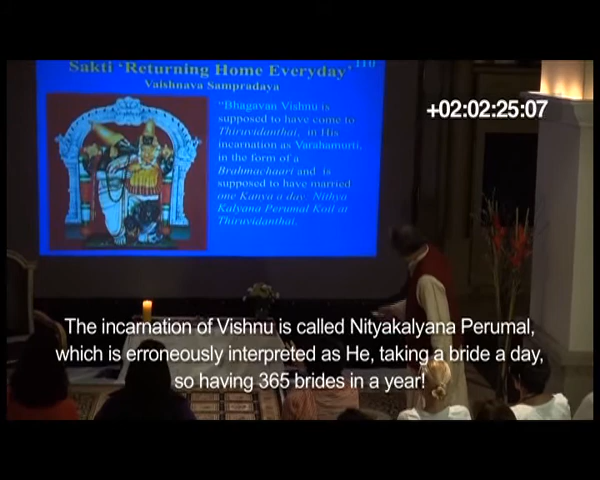 Sakti 'Returning Home Everyday' 110
Vaishnava Sampradaya
+02:02:25:07
"Bhagavan Vishnu is
supposed to have come to
Thiruvidanthai, in His
incarnation as Varahamurti,
in the form of a
Brahmachaari and is
supposed to have married
one Kanya a day. Nithya
Kalyana Perumal Koil at
Thiruvidanthai.
The incarnation of Vishnu is called Nityakalyana Perumal,
which is erroneously interpreted as He, taking a bride a day,
so having 365 brides in a year!